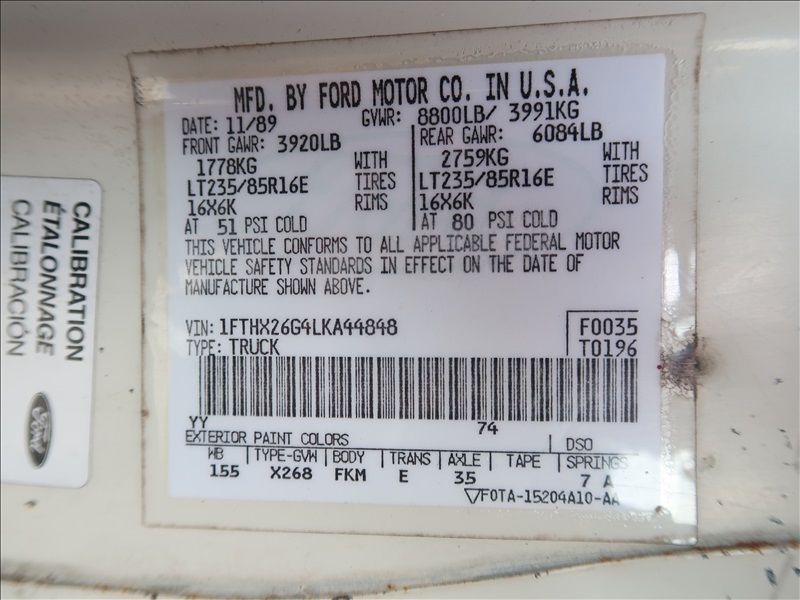 MFD. BY FORD MOTOR CO. IN U.S.A.
DATE: 11/89 GVWR: 8800LB/ 3991KG
FRONT GAWR: 3920LB REAR GAWR: 6084LB
1778KG WITH 2759KG WITH
LT235/85R16E TIRES LT235/85R16E TIRES
16X6K RIMS 16X6K RIMS
AT 51 PSI COLD AT 80 PSI COLD
THIS VEHICLE CONFORMS TO ALL APPLICABLE FEDERAL MOTOR
VEHICLE SAFETY STANDARDS IN EFFECT ON THE DATE OF
MANUFACTURE SHOWN ABOVE.
VIN: 1FTHX26G4LKA44848 F0035
TYPE: TRUCK T0196
YY 74
EXTERIOR PAINT COLORS DSO
WB TYPE-GVW BODY TRANS AXLE TAPE SPRINGS
155 X268 FKM E 35 7 A
F0TA-15204A10-AA
CALIBRATION
ÉTALONNAGE
CALIBRACIÓN
Ford